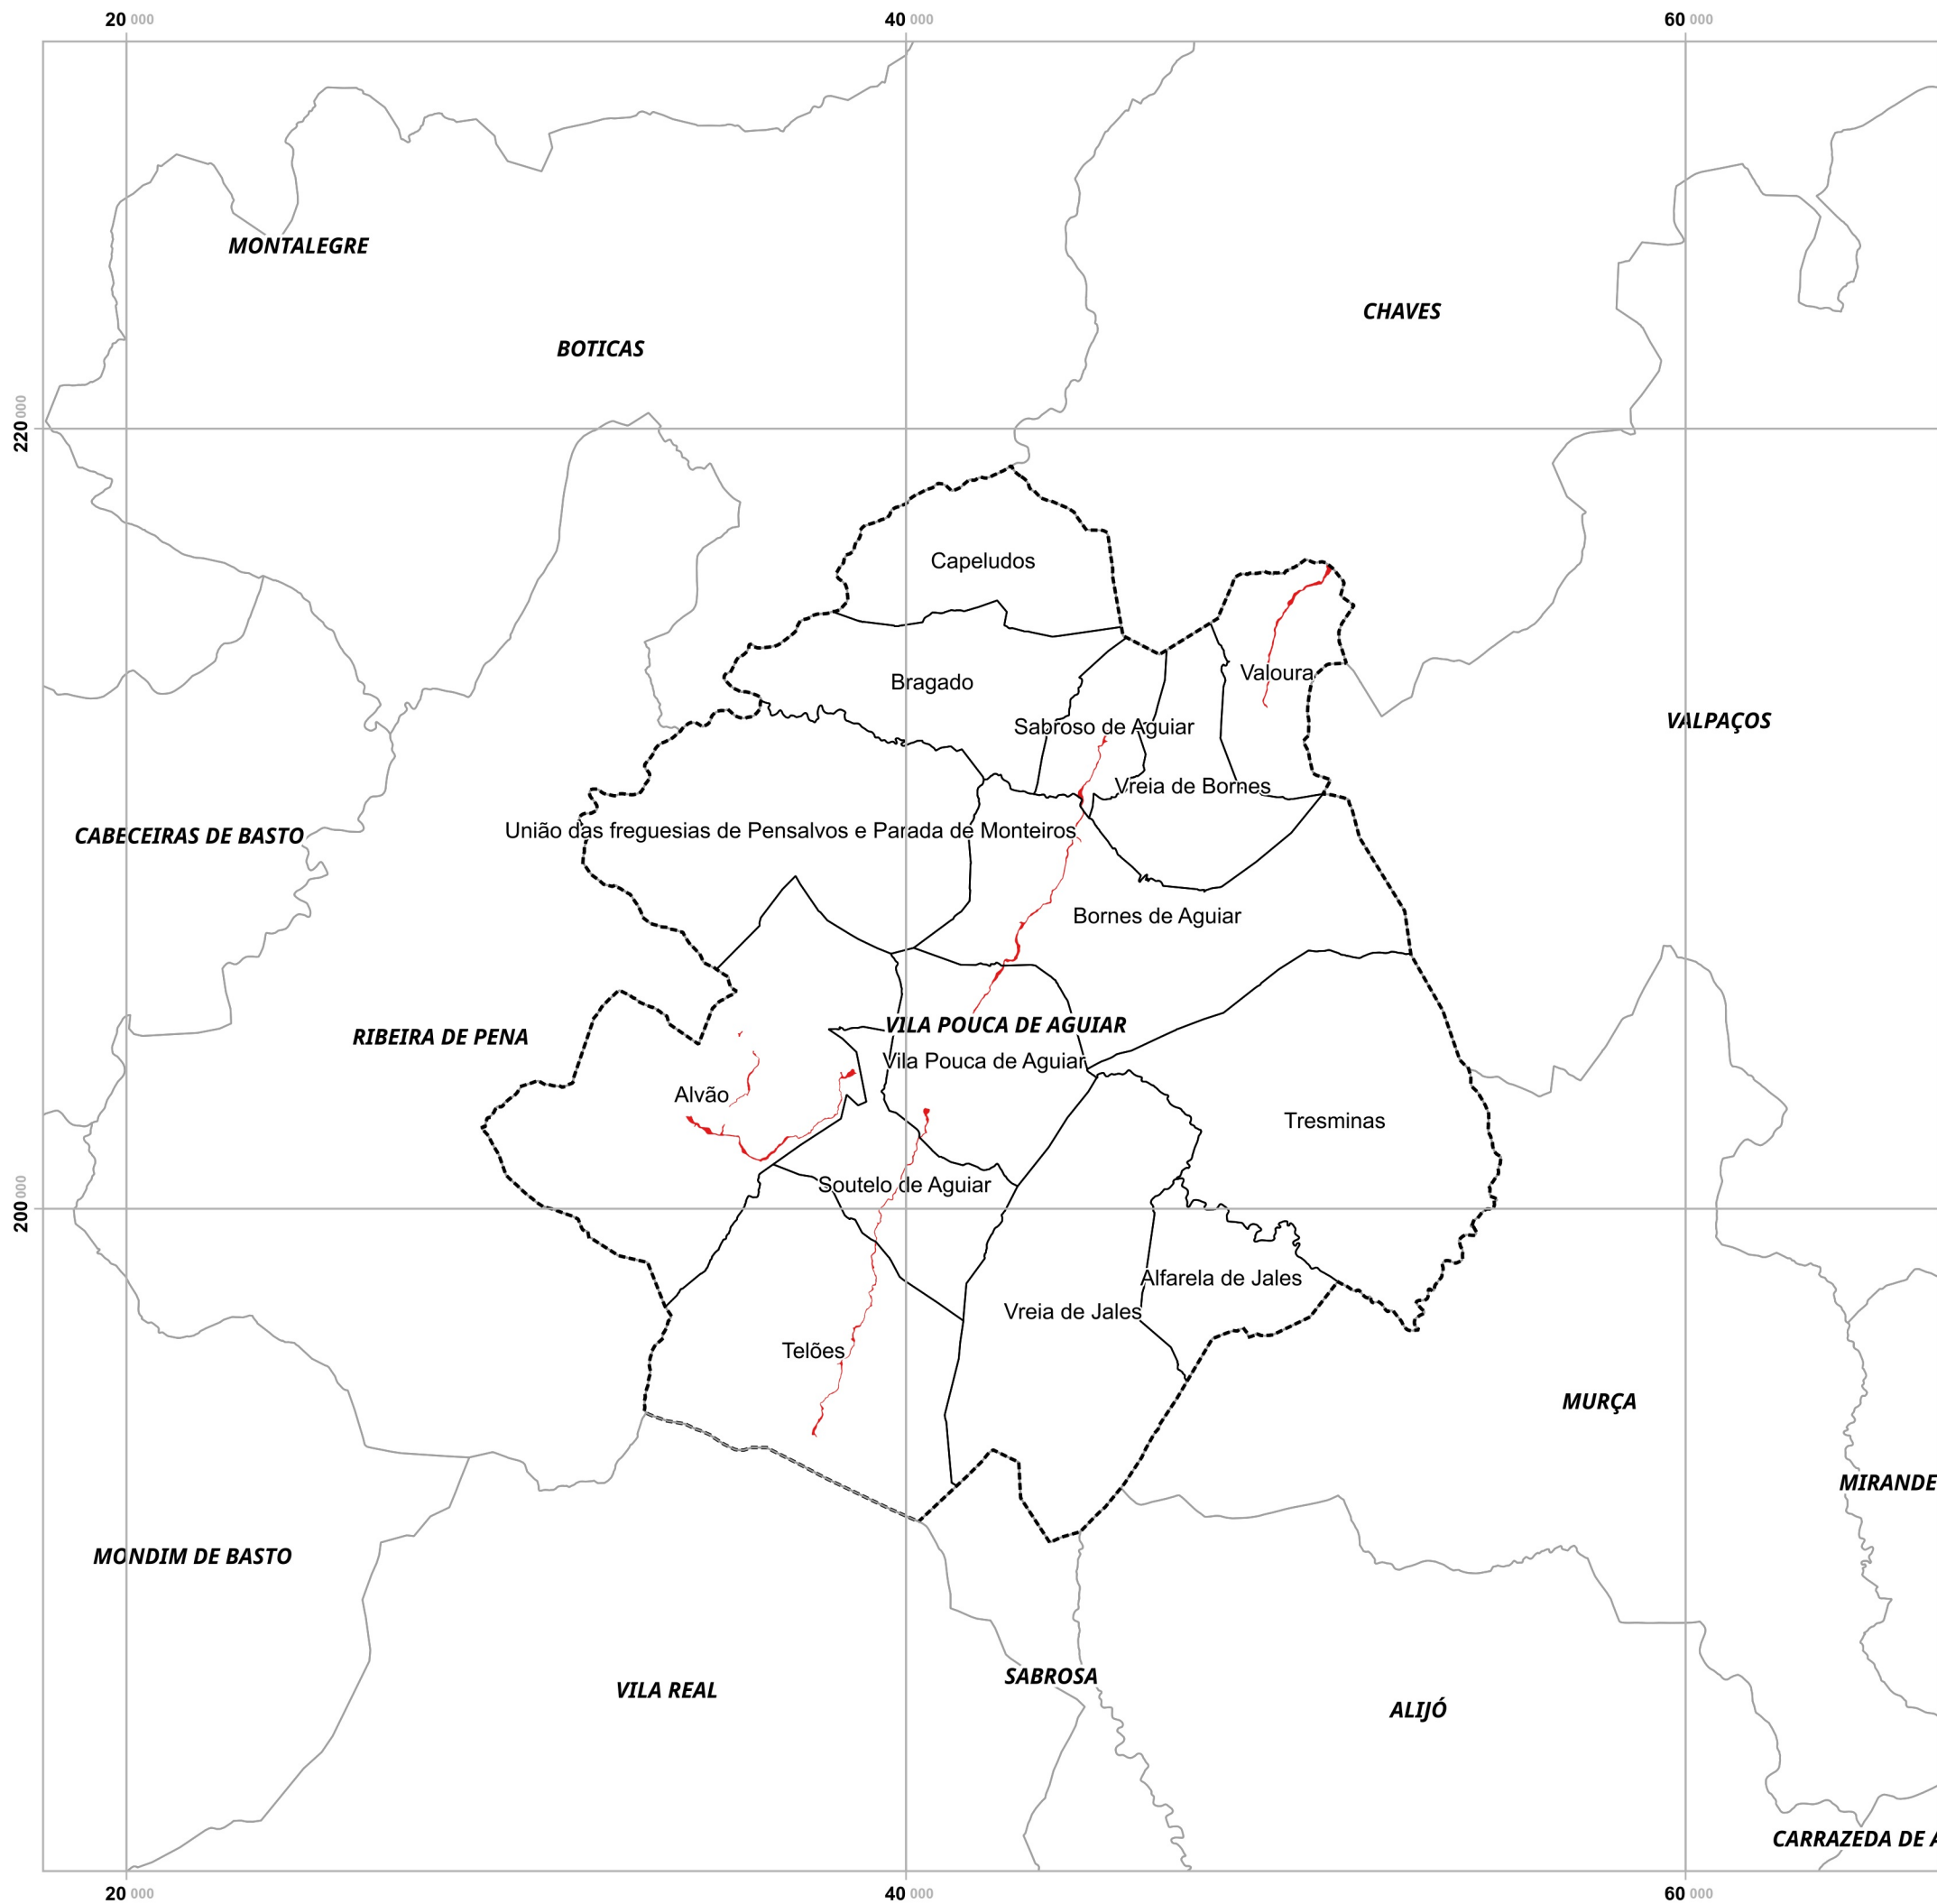 20 000
40 000
60 000
MONTALEGRE
CHAVES
BOTICAS
220 000
Capeludos
Valoura
Bragado
VALPAÇOS
Sabroso de Aguiar
Vreia de Bornes
União das freguesias de Pensalvos e Parada de Monteiros
CABECEIRAS DE BASTO
Bornes de Aguiar
VILA POUCA DE AGUIAR
RIBEIRA DE PENA
Vila Pouca de Aguiar
Alvão
Tresminas
Soutelo de Aguiar
200 000
Alfarela de Jales
Vreia de Jales
Telões
MURÇA
MIRANDE
MONDIM DE BASTO
SABROSA
VILA REAL
ALIJÓ
CARRAZEDA DE A
20 000
40 000
60 000